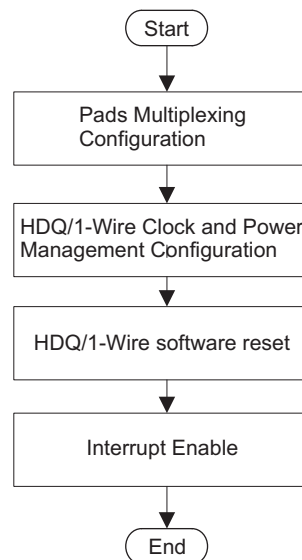 Start
Pads Multiplexing
Configuration
HDQ/1-Wire Clock and Power
Management Configuration
HDQ/1-Wire software reset
Interrupt Enable
End